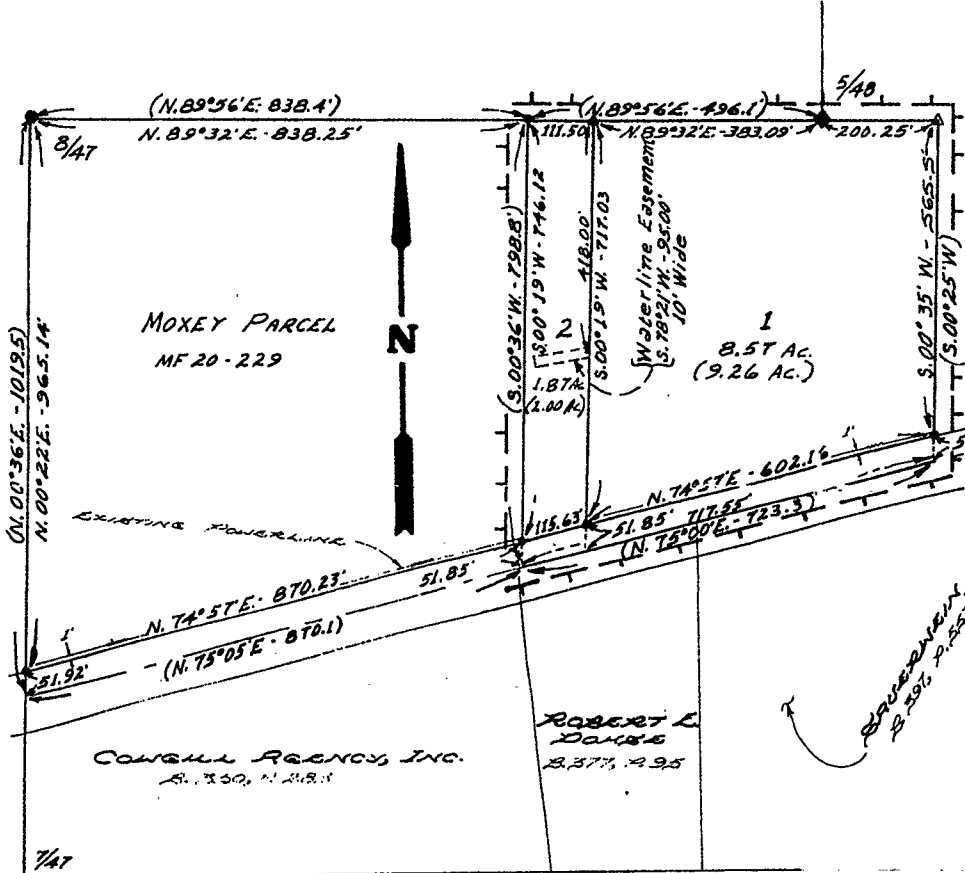 5/48
(N.89°56'E.-838.4')
(N.89°56'E.-496.1')
N.89°32'E.-838.25'
111.50'
N.89°32'E.-383.09'
200.25'
8/47
(S.00°36'W.-798.8')
S.00°19'W.-746.12
418.00'
S.00°19'W.-717.03
Waterline Easement
S.78°21'W.-95.00'
10' Wide
S.00°35'W.-565.5'
(S.00°25'W)
MOXEY PARCEL
MF 20-229
N
2
1.87Ac
(2.00Ac)
1
8.57 Ac.
(9.26 Ac.)
(N.00°36'E.-1019.5)
N.00°22'E.-965.14'
EXISTING POWERLINE
N.74°57'E.-870.23'
51.85'
115.63'
N.74°57'E-602.16
1'
51.85' 717.55'
(N.75°00'E.-723.3)
1'
51.92'
(N.75°05'E-870.1)
COWGILL AGENCY, INC.
ROBERT E.
B.377, P.95
7/47